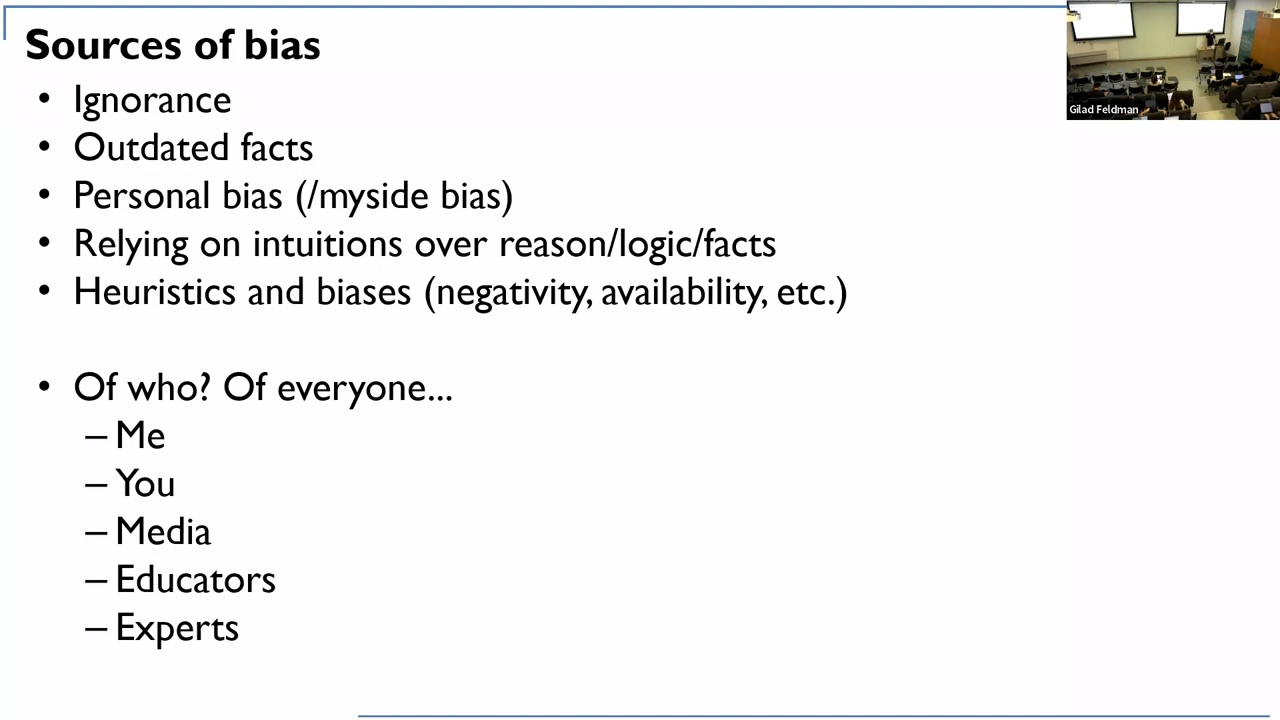 Sources of bias
• Ignorance
• Outdated facts
• Personal bias (/myside bias)
• Relying on intuitions over reason/logic/facts
• Heuristics and biases (negativity, availability, etc.)
• Of who? Of everyone...
– Me
– You
– Media
– Educators
– Experts
Gilad Feldman